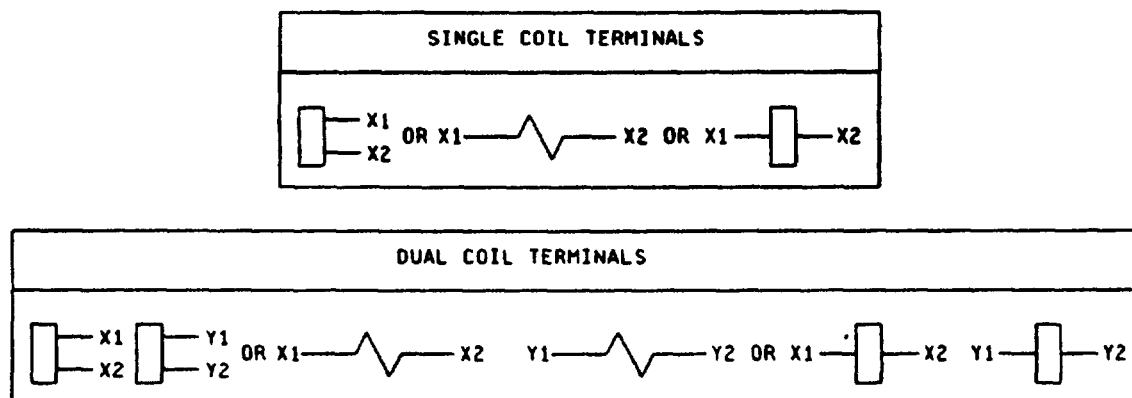 SINGLE COIL TERMINALS
X1
OR X1 X2 OR X1 X2
X2
DUAL COIL TERMINALS
X1 Y1
OR X1 X2 Y1 Y2 OR X1 X2 Y1 Y2
X2 Y2